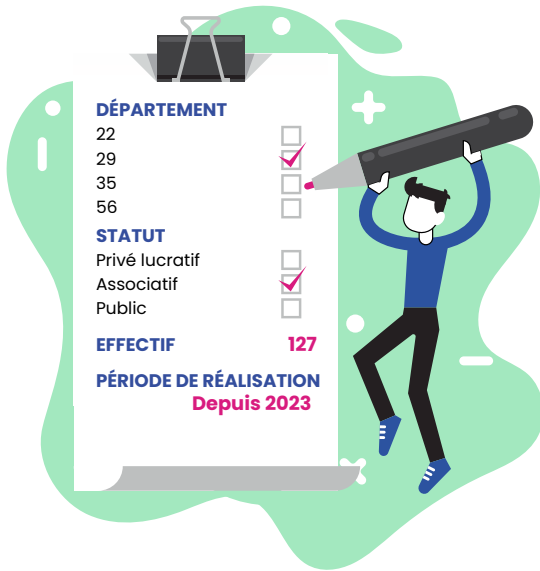 DÉPARTEMENT
22
29
35
56
STATUT
Privé lucratif
Associatif
Public
EFFECTIF 127
PÉRIODE DE RÉALISATION
Depuis 2023